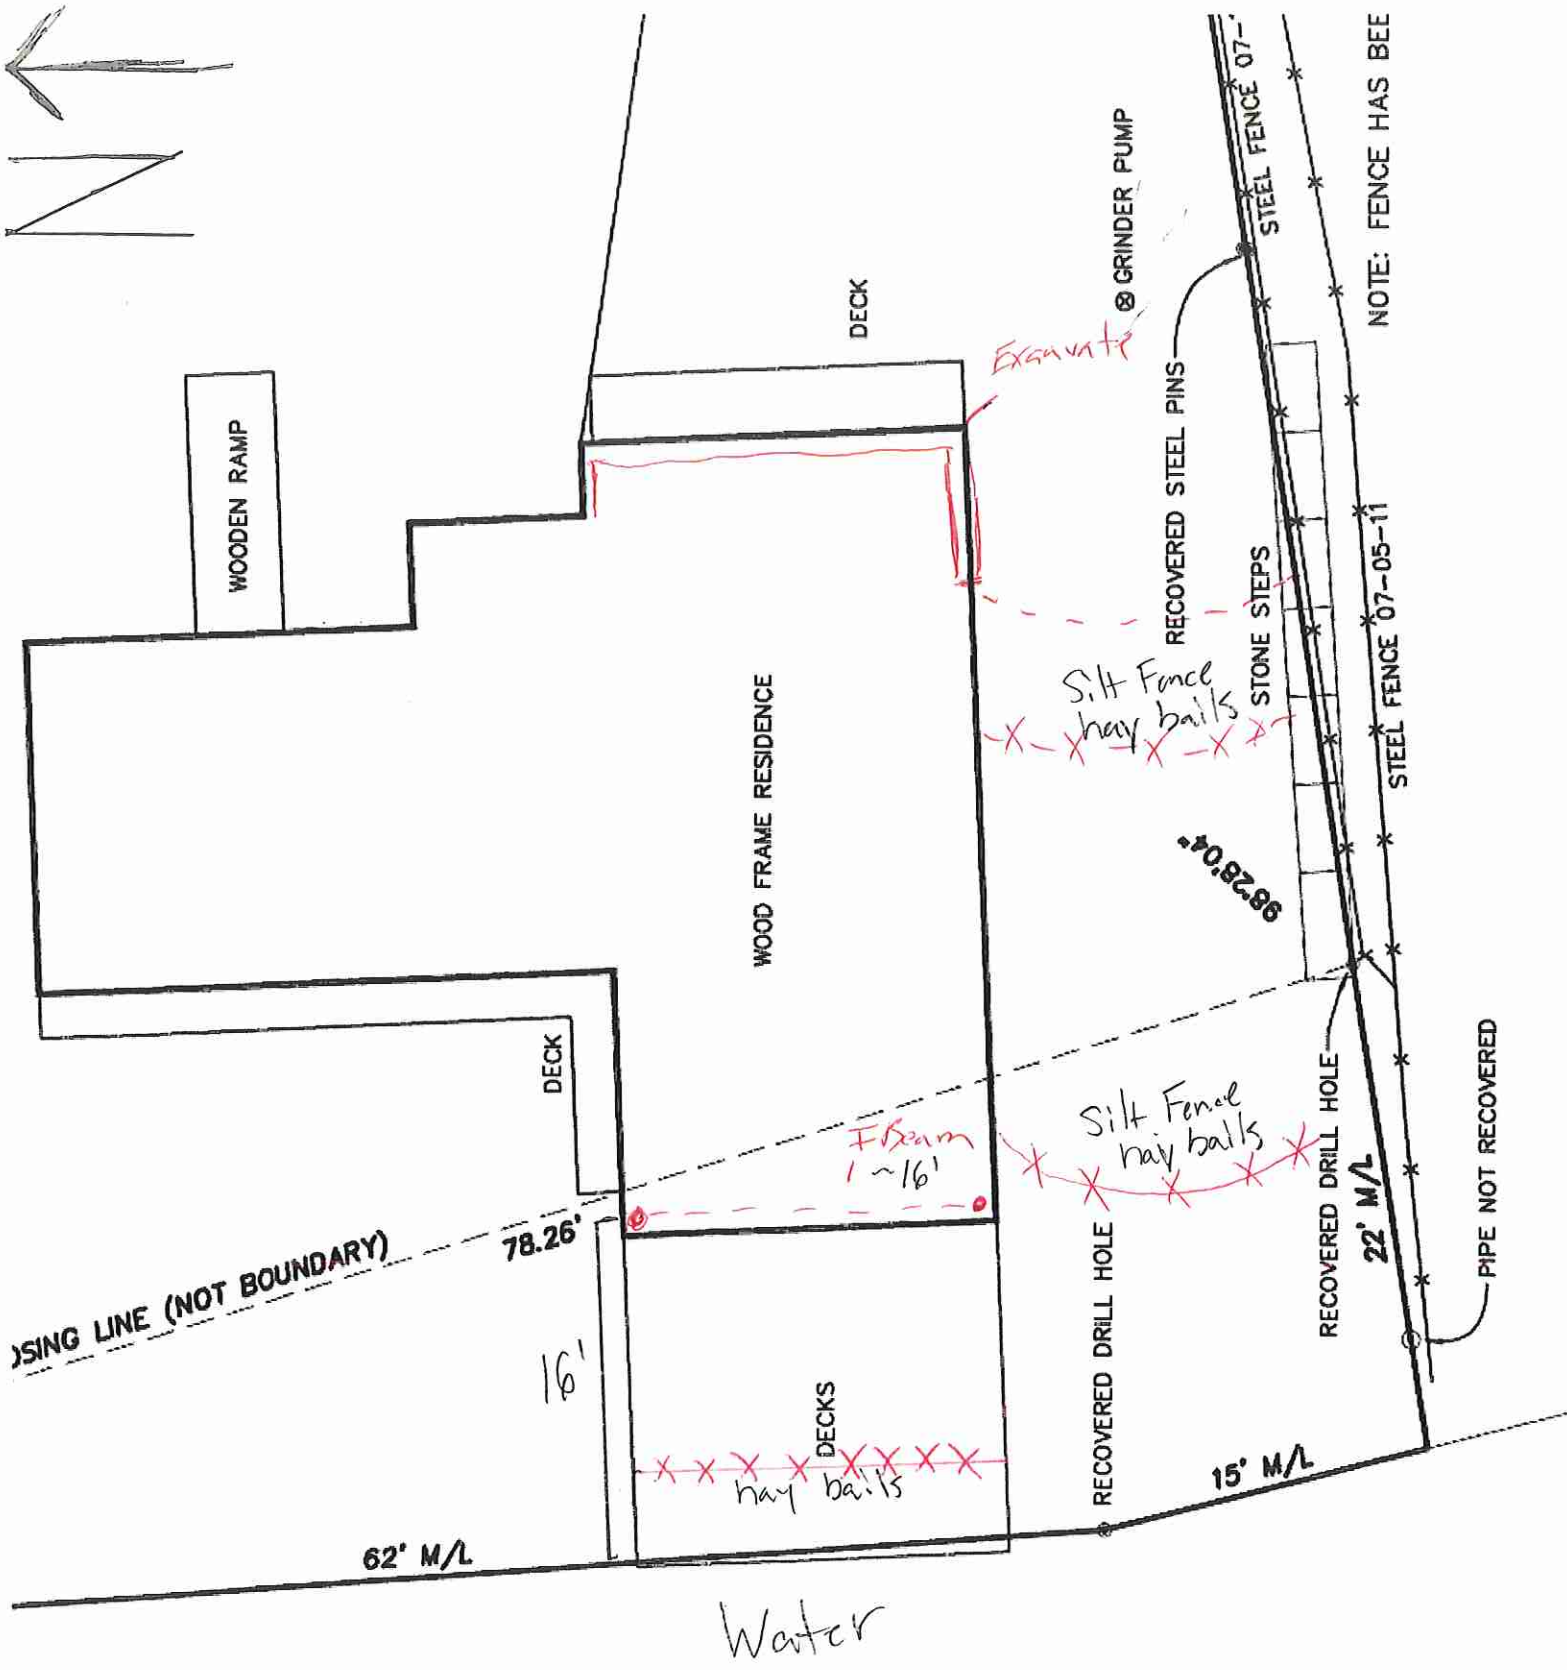 N
WOODEN RAMP
DECK
⊗ GRINDER PUMP
STEEL FENCE 07-
NOTE: FENCE HAS BEE
Excavate
RECOVERED STEEL PINS
STONE STEPS
STEEL FENCE 07-05-11
Silt Fence
hay bails
WOOD FRAME RESIDENCE
98°28'04"
DECK
I Beam
1 ~16'
Silt Fence
hay bails
RECOVERED DRILL HOLE
22' M/L
PIPE NOT RECOVERED
78.26'
OSING LINE (NOT BOUNDARY)
16'
DECKS
hay bails
RECOVERED DRILL HOLE
15' M/L
62' M/L
Water